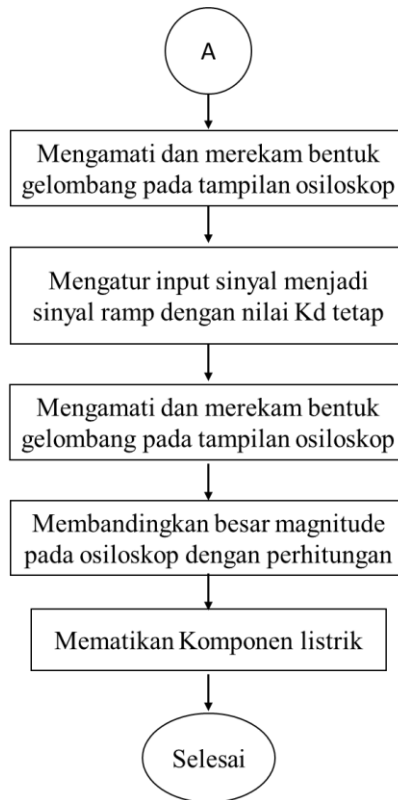 A
Mengamati dan merekam bentuk
gelombang pada tampilan osiloskop
Mengatur input sinyal menjadi
sinyal ramp dengan nilai Kd tetap
Mengamati dan merekam bentuk
gelombang pada tampilan osiloskop
Membandingkan besar magnitude
pada osiloskop dengan perhitungan
Mematikan Komponen listrik
Selesai